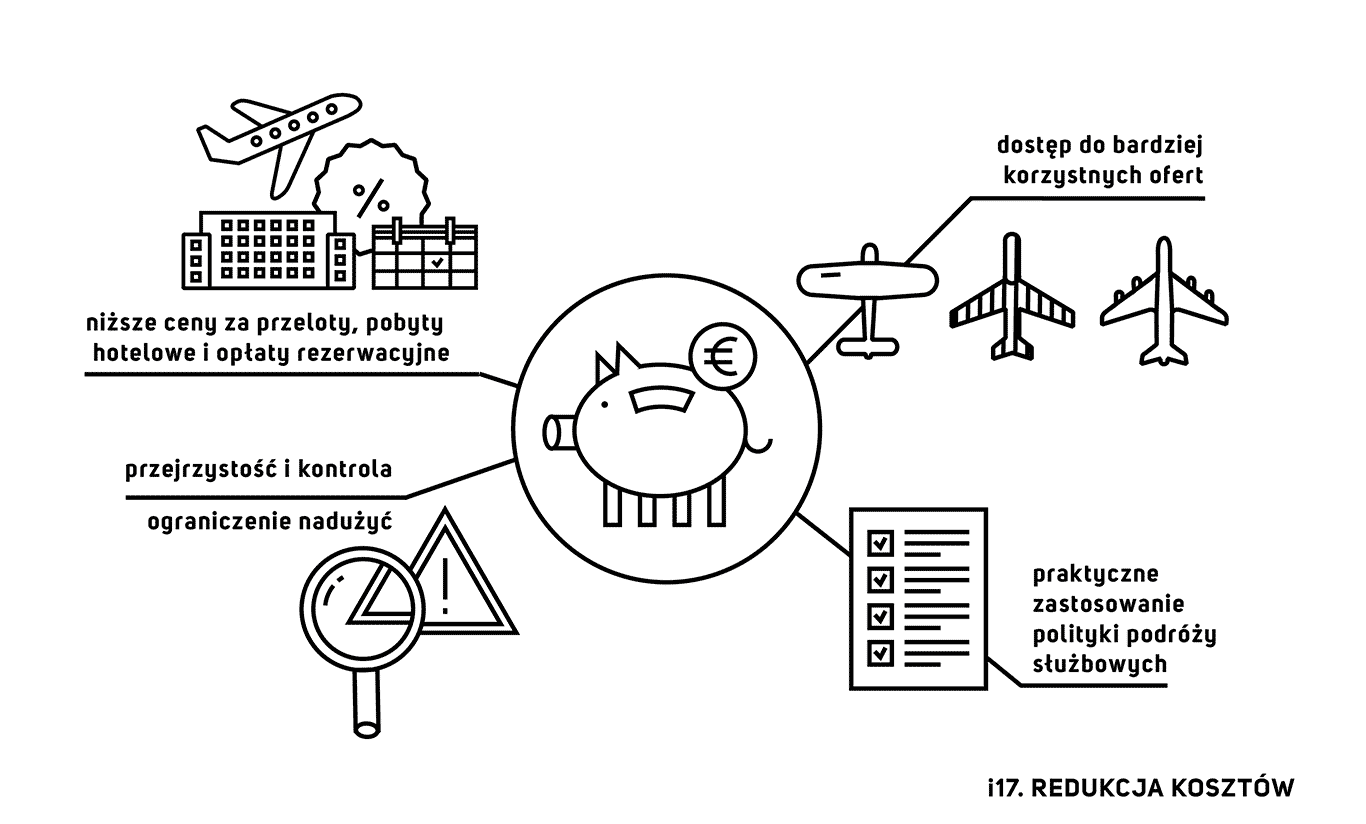 dostęp do bardziej
korzystnych ofert
%
niższe ceny za przeloty, pobyty
hotelowe i opłaty rezerwacyjne
€
przejrzystość i kontrola
ograniczenie nadużyć
!
praktyczne
zastosowanie
polityki podróży
służbowych
i17. REDUKCJA KOSZTÓW